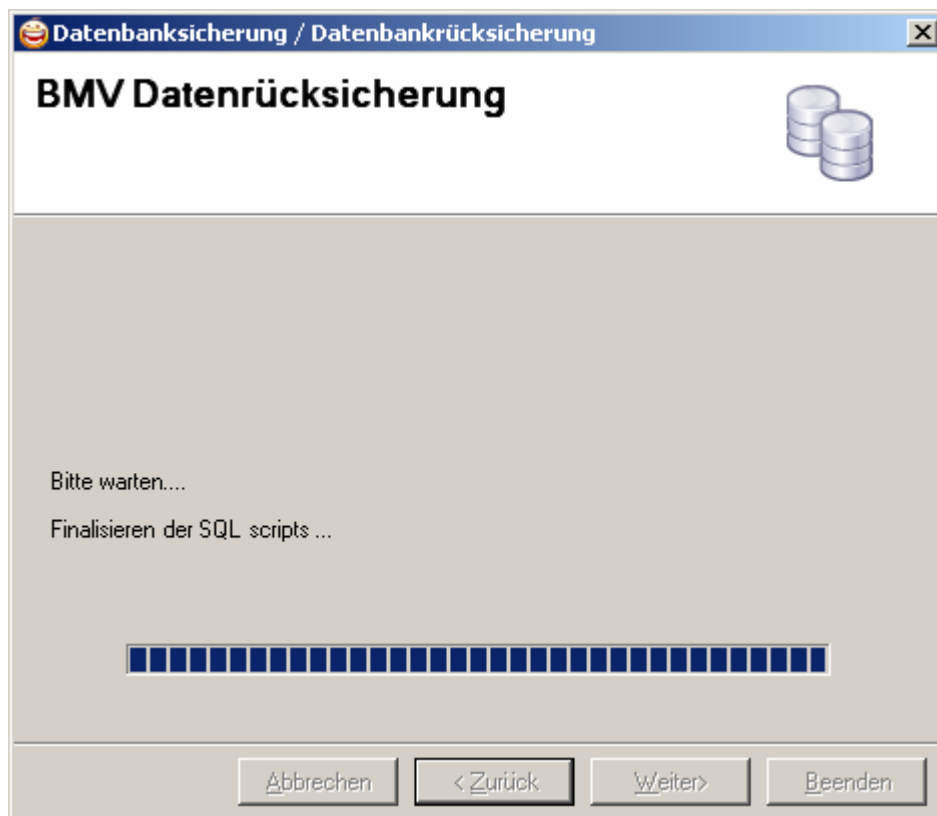 Datenbanksicherung / Datenbankrücksicherung
BMV Datenrücksicherung
Bitte warten....
Finalisieren der SQL scripts ...
Abbrechen
< Zurück
Weiter>
Beenden